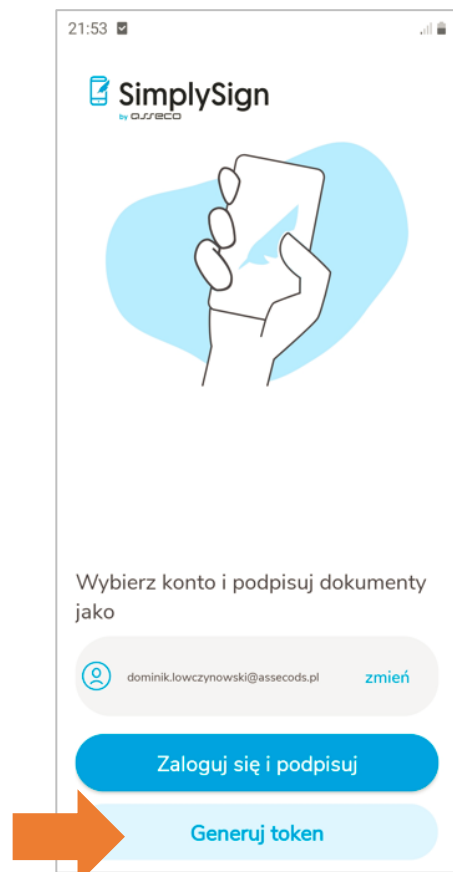 21:53
SimplySign
by asseco
Wybierz konto i podpisuj dokumenty
jako
dominik.lowczynowski@assecods.pl zmień
Zaloguj się i podpisuj
Generuj token